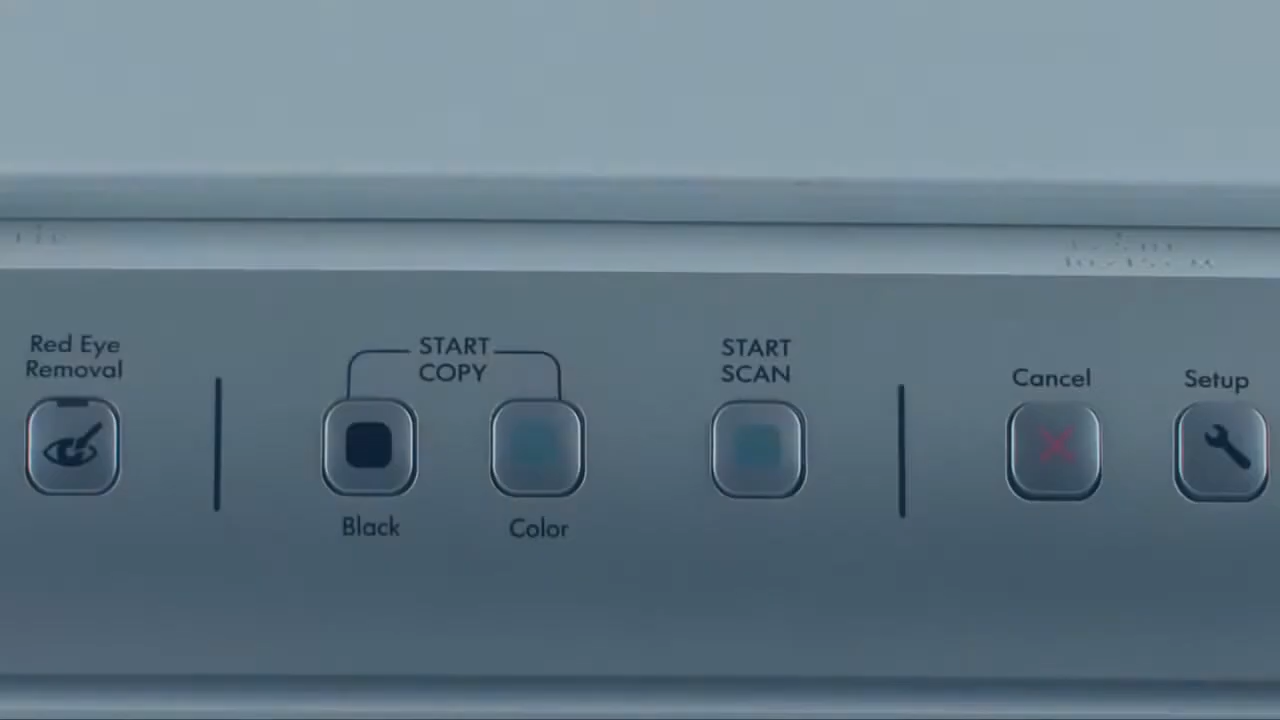 Red Eye
Removal
START
COPY
Black
Color
START
SCAN
Cancel
Setup